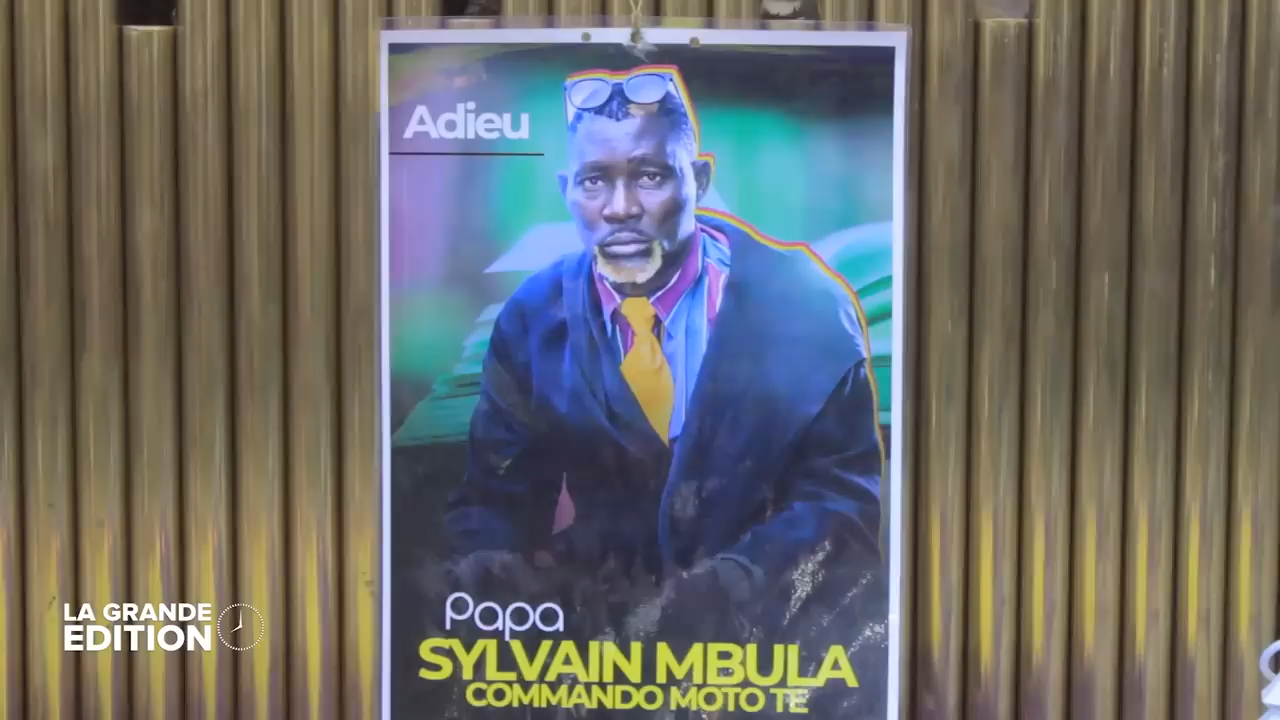 Adieu
Papa
SYLVAIN MBULA
COMMANDO MOTO TE
LA GRANDE
EDITION